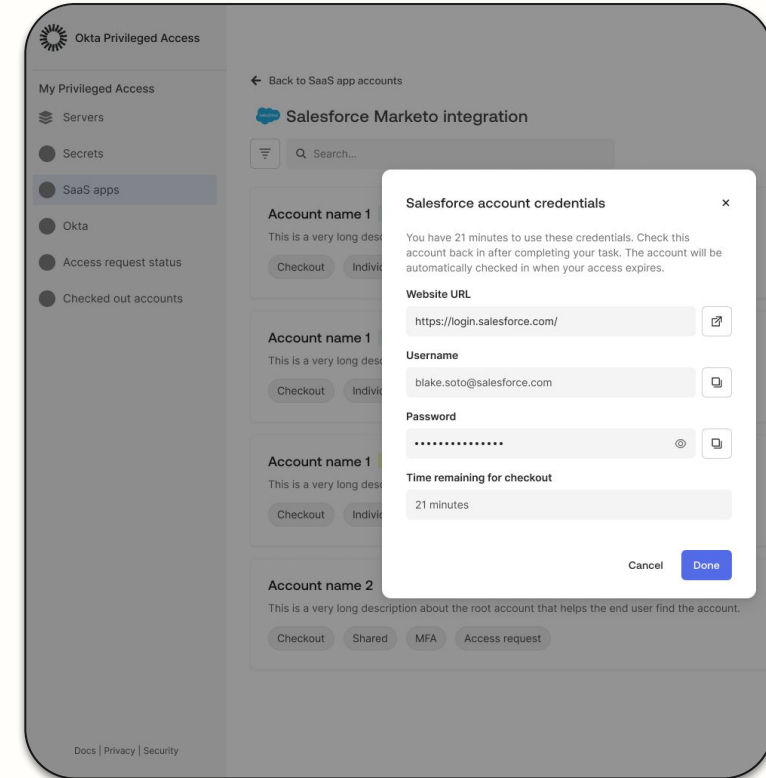 Okta Privileged Access
My Privileged Access
Servers
Secrets
SaaS apps
Okta
Access request status
Checked out accounts
Docs | Privacy | Security
Back to SaaS app accounts
Salesforce Marketo integration
Search...
Account name 1
This is a very long
Checkout
Account name 1
This is a very long
Checkout
Account name 1
This is a very long
Checkout
Account name 2
This is a very long description about the root account that helps the end user find the account.
Checkout Shared MFA Access request
Salesforce account credentials
You have 21 minutes to use these credentials. Check this
account back in after completing your task. The account will be
automatically checked in when your access expires.
Website URL
https://login.salesforce.com/
Username
blake.soto@salesforce.com
Password
•••••••••••••••
Time remaining for checkout
21 minutes
Cancel Done